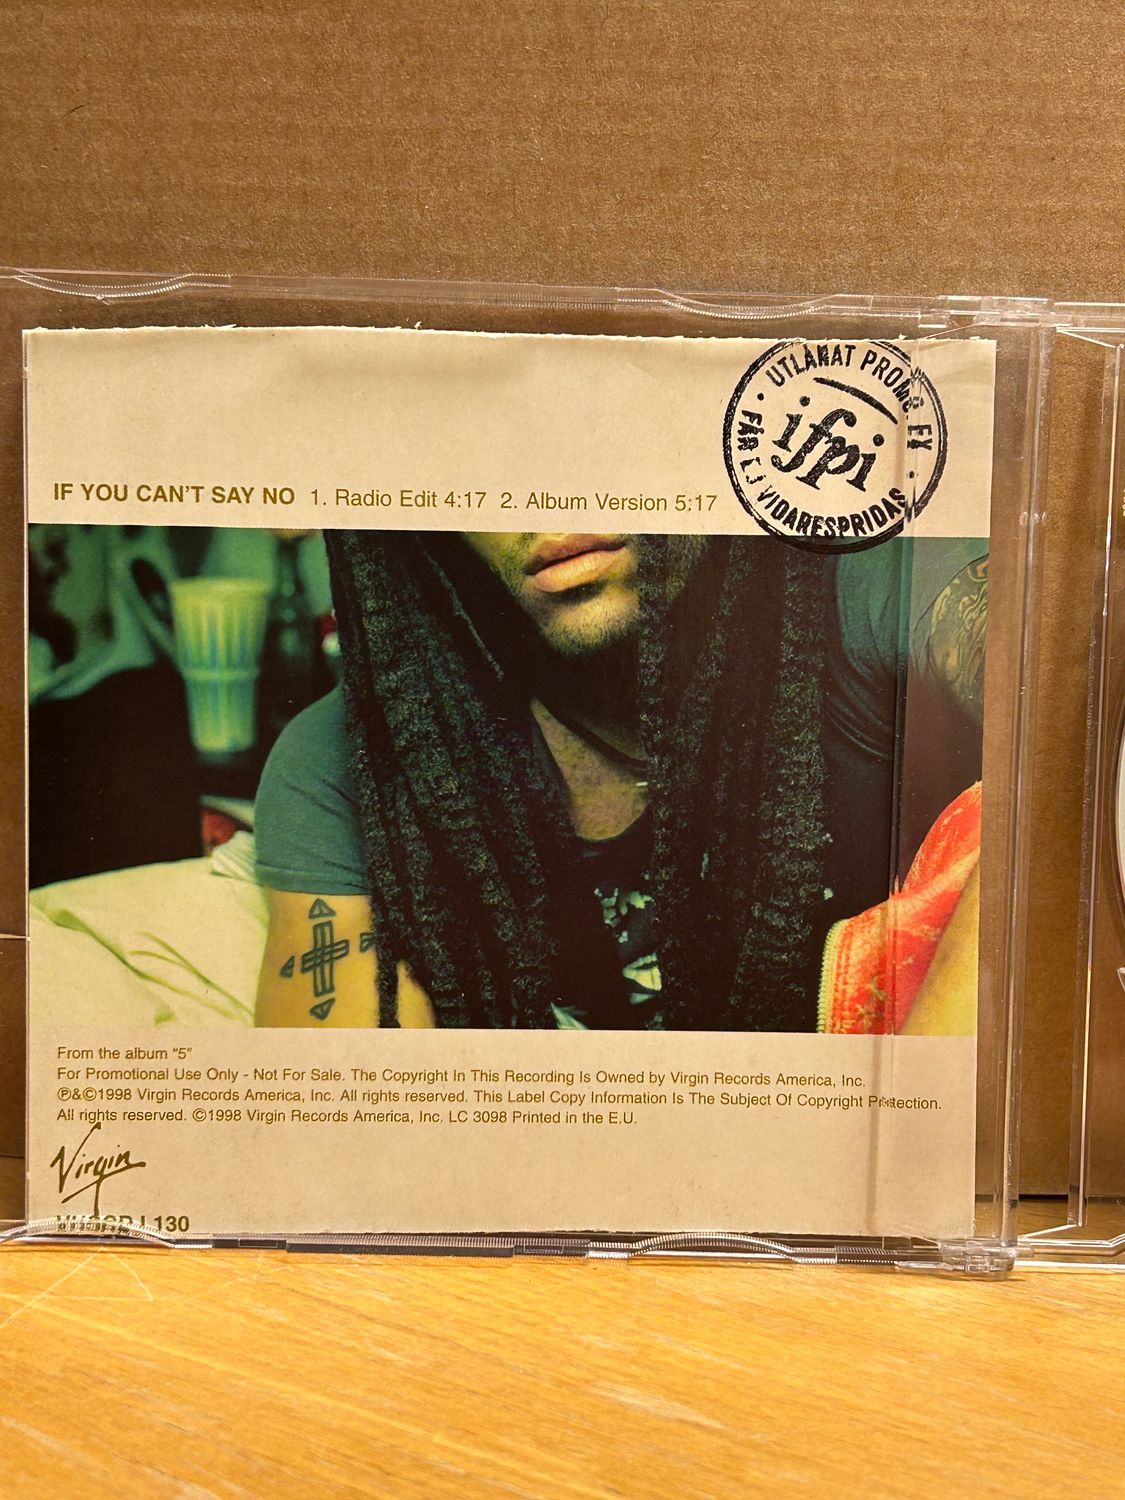 UTLÅNAT PROMO. EX
ifpi
FÅR EJ VIDARESPRIDAS
IF YOU CAN'T SAY NO 1. Radio Edit 4:17 2. Album Version 5:17
From the album "5"
For Promotional Use Only - Not For Sale. The Copyright In This Recording Is Owned by Virgin Records America, Inc.
℗&©1998 Virgin Records America, Inc. All rights reserved. This Label Copy Information Is The Subject Of Copyright Protection.
All rights reserved. ©1998 Virgin Records America, Inc. LC 3098 Printed in the E.U.
Virgin
130